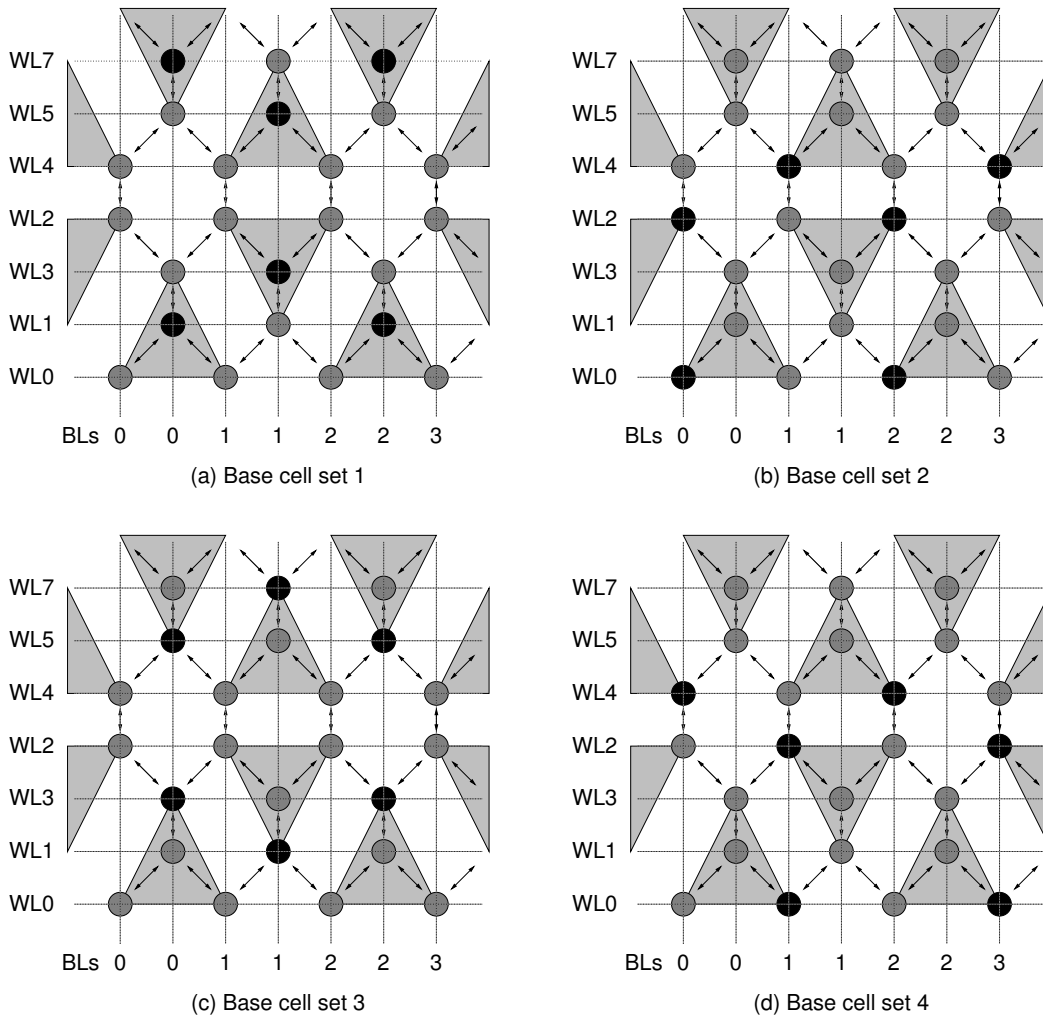 WL7 WL7
WL5 WL5
WL4 WL4
WL2 WL2
WL3 WL3
WL1 WL1
WL0 WL0
BLs 0 0 1 1 2 2 3 BLs 0 0 1 1 2 2 3
(a) Base cell set 1 (b) Base cell set 2
WL7 WL7
WL5 WL5
WL4 WL4
WL2 WL2
WL3 WL3
WL1 WL1
WL0 WL0
BLs 0 0 1 1 2 2 3 BLs 0 0 1 1 2 2 3
(c) Base cell set 3 (d) Base cell set 4